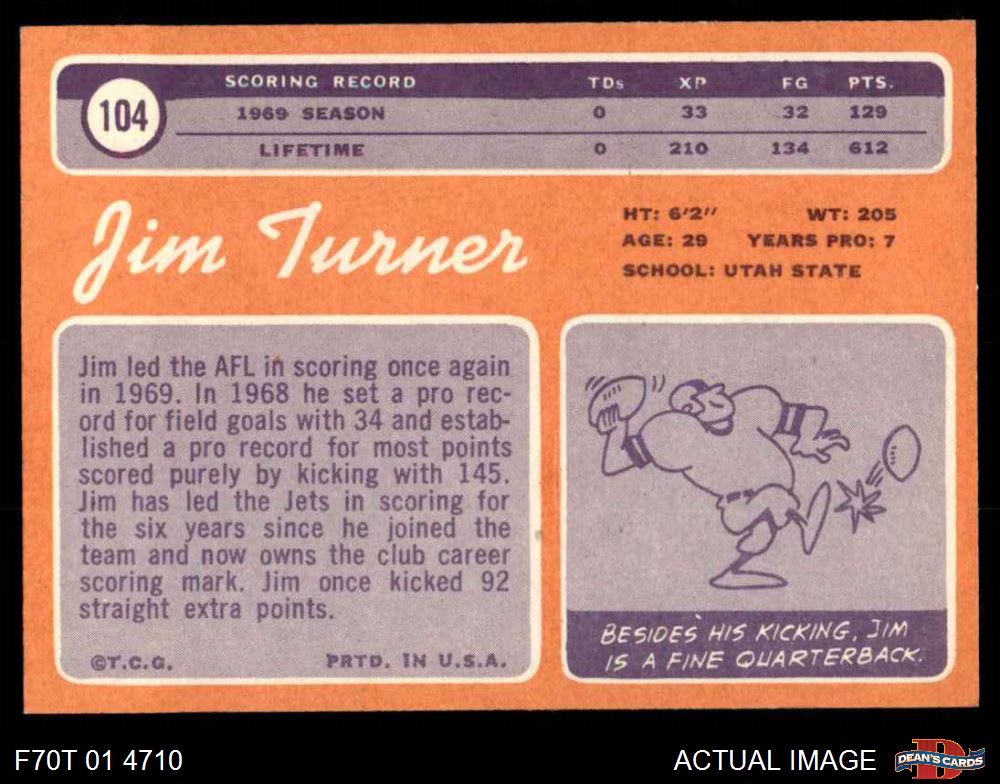 104
SCORING RECORD TDs XP FG PTS.
1969 SEASON 0 33 32 129
LIFETIME 0 210 134 612
Jim Turner
HT: 6'2" WT: 205
AGE: 29 YEARS PRO: 7
SCHOOL: UTAH STATE
Jim led the AFL in scoring once again
in 1969. In 1968 he set a pro rec-
ord for field goals with 34 and estab-
lished a pro record for most points
scored purely by kicking with 145.
Jim has led the Jets in scoring for
the six years since he joined the
team and now owns the club career
scoring mark. Jim once kicked 92
straight extra points.
©T.C.G. PRTD. IN U.S.A.
BESIDES HIS KICKING, JIM
IS A FINE QUARTERBACK.
F70T 01 4710
ACTUAL IMAGE
D
DEAN'S CARDS